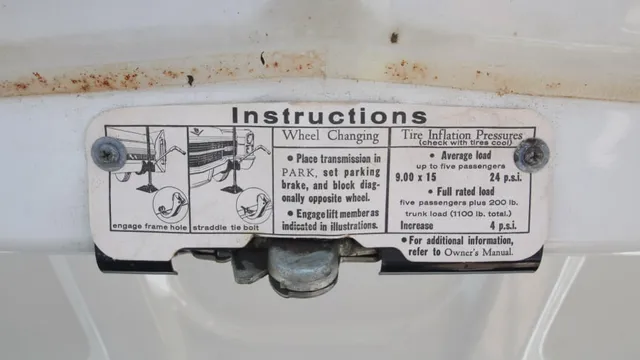 Instructions
engage frame hole
straddle tie bolt
Wheel Changing
• Place transmission in
PARK, set parking
brake, and block diag-
onally opposite wheel.
• Engage lift member as
indicated in illustrations.
Tire Inflation Pressures
(check with tires cool)
• Average load
up to five passengers
9.00 x 15 24 p.s.i.
• Full rated load
five passengers plus 200 lb.
trunk load (1100 lb. total.)
Increase 4 p.s.i.
• For additional information,
refer to Owner's Manual.